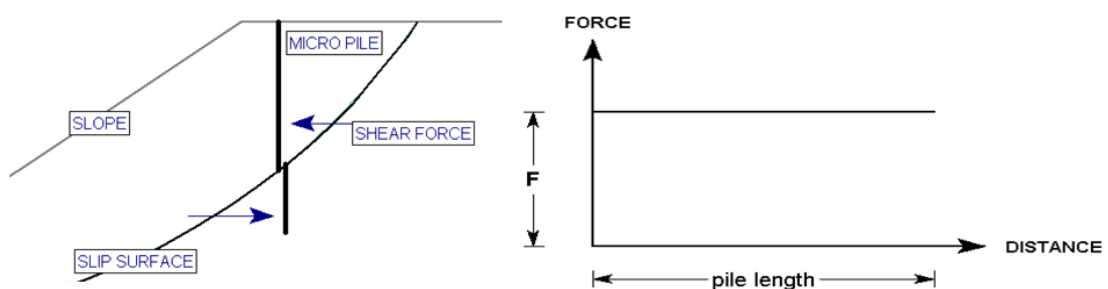 MICRO PILE
SLOPE
SHEAR FORCE
SLIP SURFACE
FORCE
F
DISTANCE
pile length